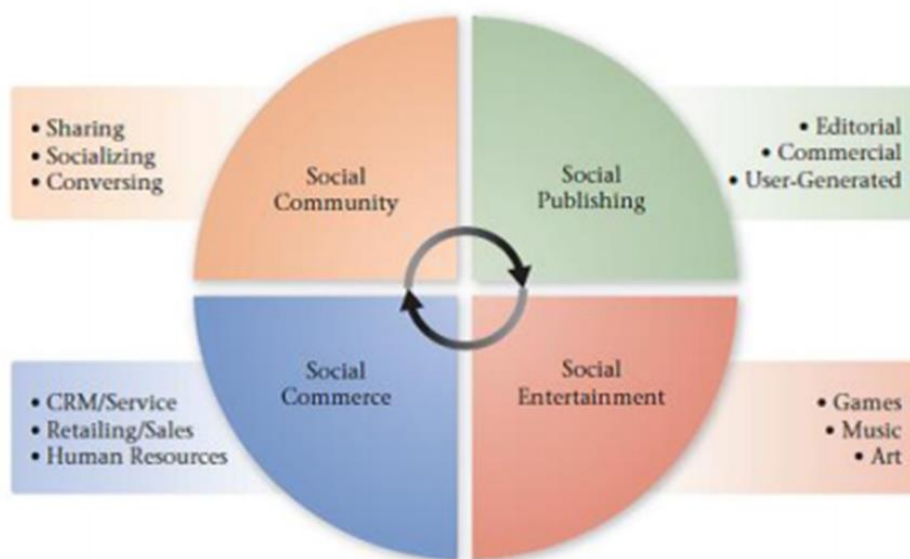 • Sharing
• Socializing
• Conversing
Social
Community
Social
Publishing
• Editorial
• Commercial
• User-Generated
• CRM/Service
• Retailing/Sales
• Human Resources
Social
Commerce
Social
Entertainment
• Games
• Music
• Art